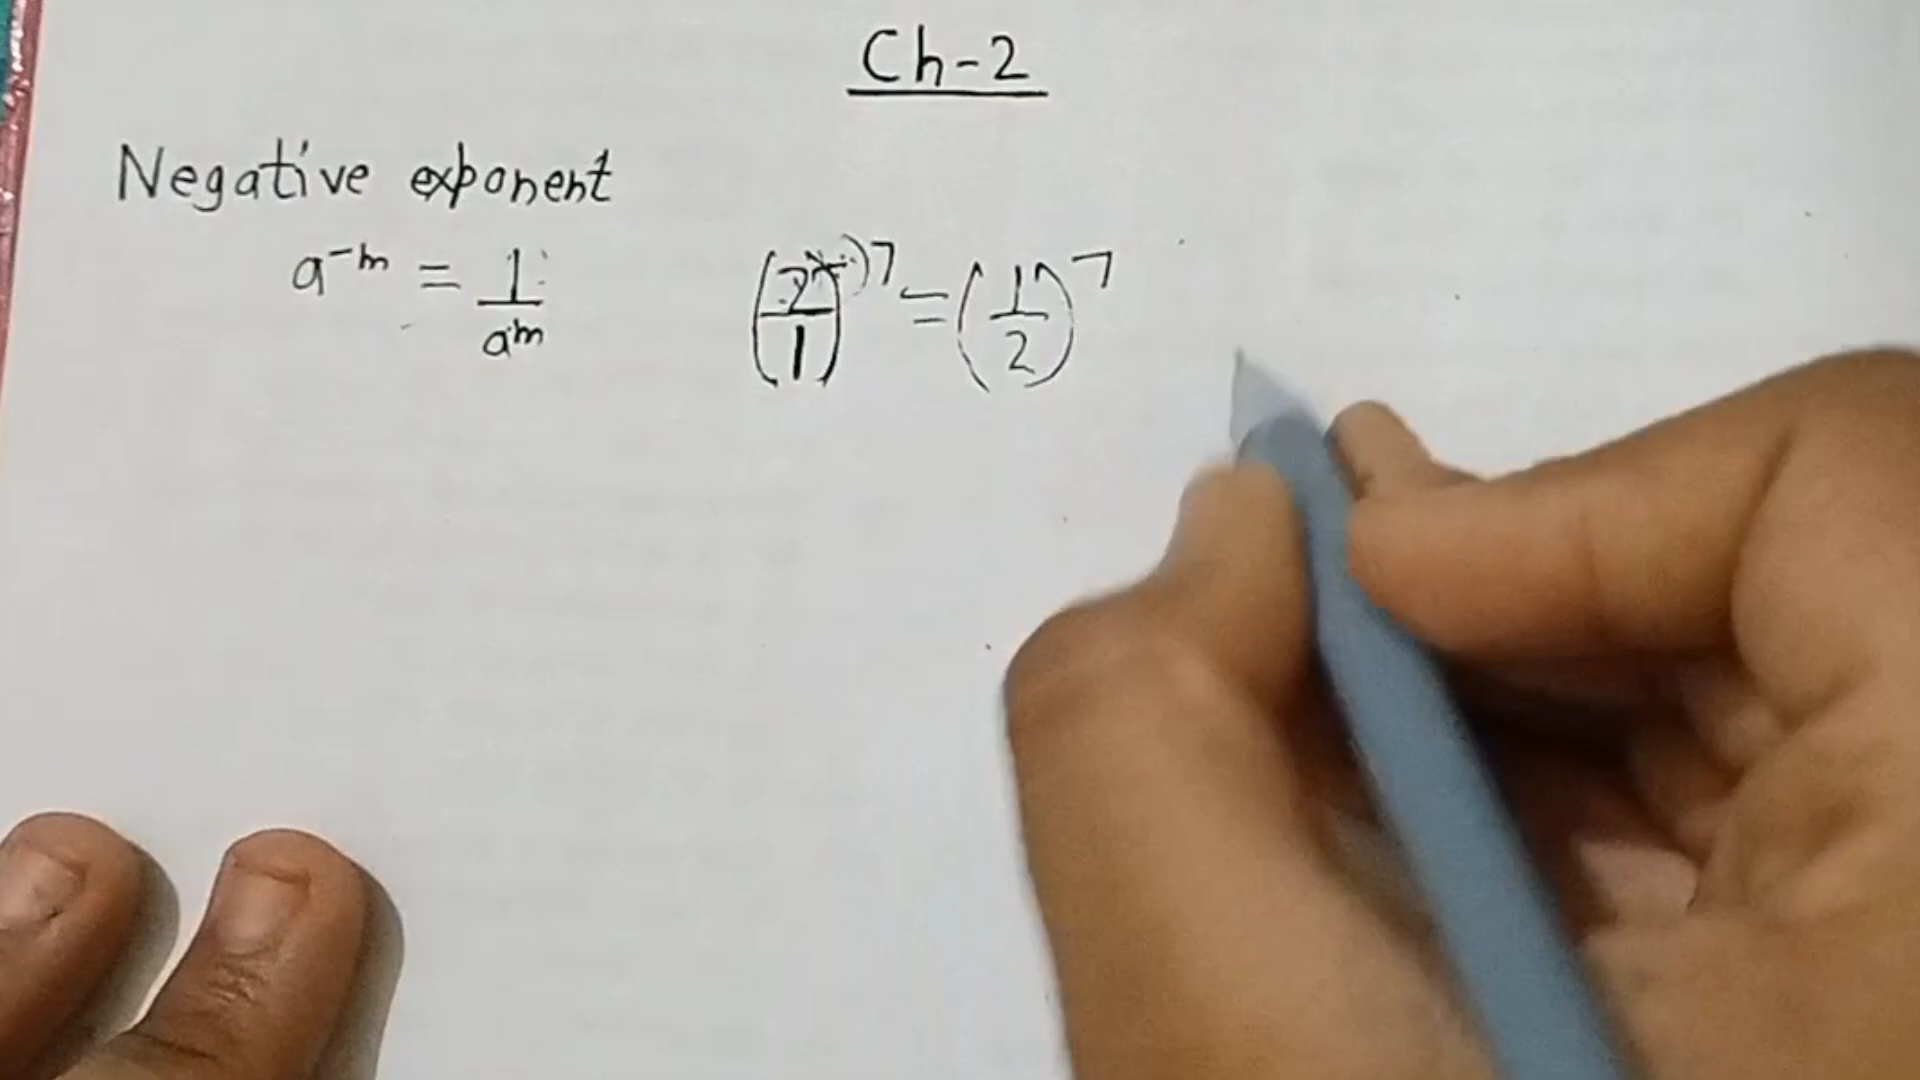 Ch-2
Negative exponent
a^-m = 1/a^m (2/1)^7 = (1/2)^7